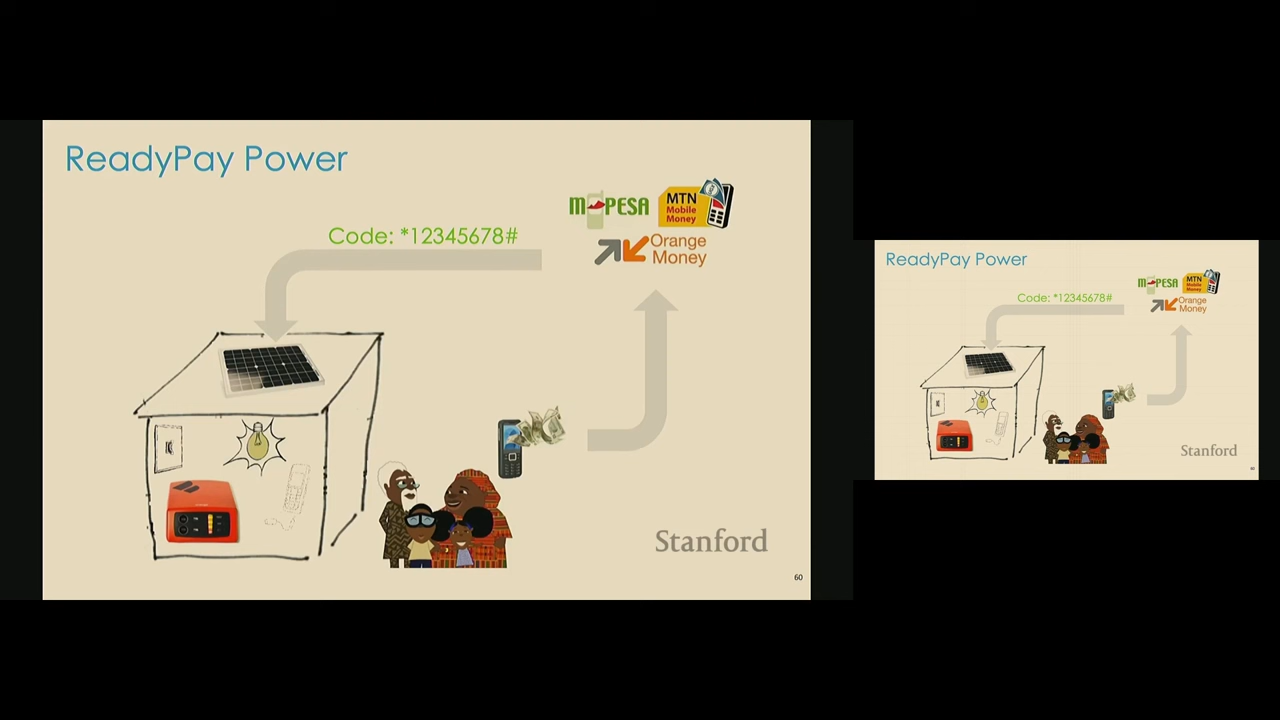 ReadyPay Power
M-PESA
MTN
Mobile
Money
Code: *12345678#
Orange
Money
Stanford
60
ReadyPay Power
M-PESA
MTN
Mobile
Money
Code: *12345678#
Orange
Money
Stanford
60